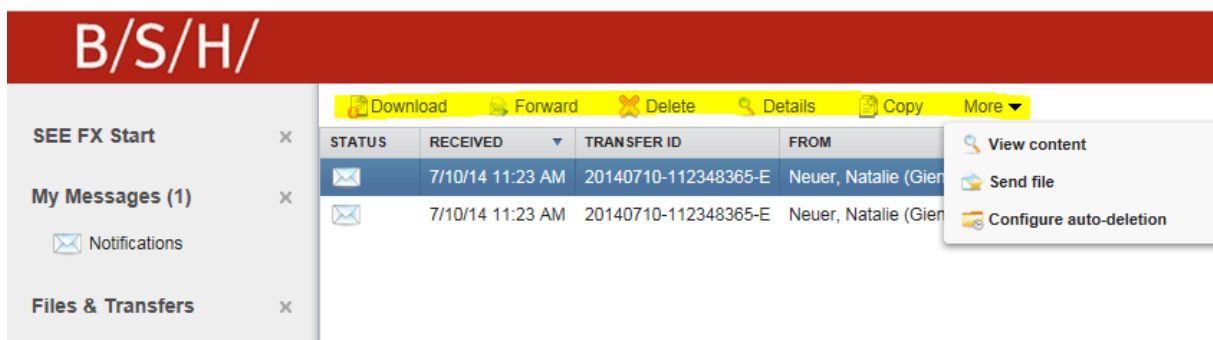 B/S/H/
Download Forward Delete Details Copy More
SEE FX Start
My Messages (1)
Notifications
Files & Transfers
STATUS RECEIVED TRANSFER ID FROM
7/10/14 11:23 AM 20140710-112348365-E Neuer, Natalie (Gien
7/10/14 11:23 AM 20140710-112348365-E Neuer, Natalie (Gien
View content
Send file
Configure auto-deletion